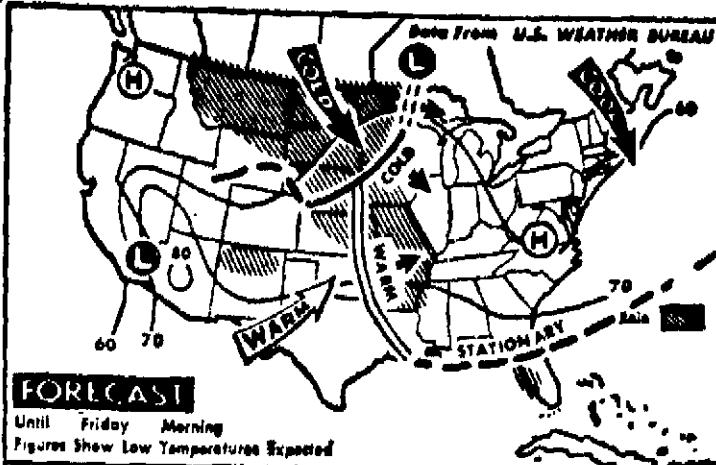 Data From U.S. WEATHER BUREAU
L
H
COLD
COLD
60
COLD
H
L
80
WARM
WARM
70
Rain
60 70
STATIONARY
FORECAST
Until Friday Morning
Figures Show Low Temperatures Expected